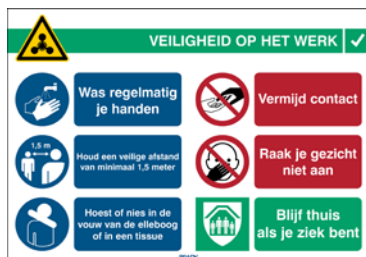 VEILIGHEID OP HET WERK
Was regelmatig
je handen
Vermijd contact
1,5 m
Houd een veilige afstand
van minimaal 1,5 meter
Raak je gezicht
niet aan
Hoest of nies in de
vouw van de elleboog
of in een tissue
Blijf thuis
als je ziek bent
BRADY